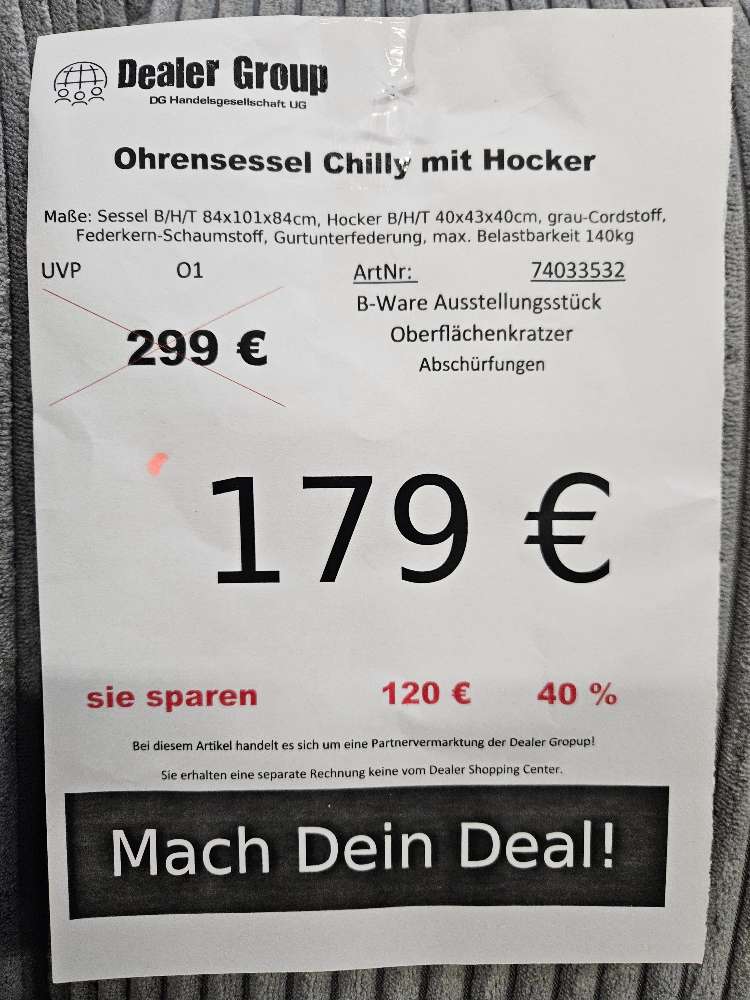 Dealer Group
DG Handelsgesellschaft UG
Ohrensessel Chilly mit Hocker
Maße: Sessel B/H/T 84x101x84cm, Hocker B/H/T 40x43x40cm, grau-Cordstoff,
Federkern-Schaumstoff, Gurtunterfederung, max. Belastbarkeit 140kg
UVP O1 ArtNr: 74033532
B-Ware Ausstellungsstück
299 € Oberflächenkratzer
Abschürfungen
179 €
sie sparen 120 € 40 %
Bei diesem Artikel handelt es sich um eine Partnervermarktung der Dealer Gropup!
Sie erhalten eine separate Rechnung keine vom Dealer Shopping Center.
Mach Dein Deal!